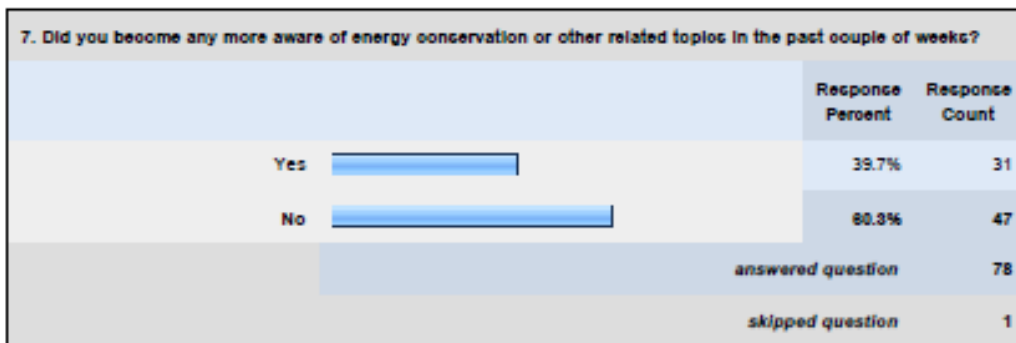 7. Did you become any more aware of energy conservation or other related topics in the past couple of weeks?
Response Percent
Response Count
Yes 39.7% 31
No 60.3% 47
answered question 78
skipped question 1